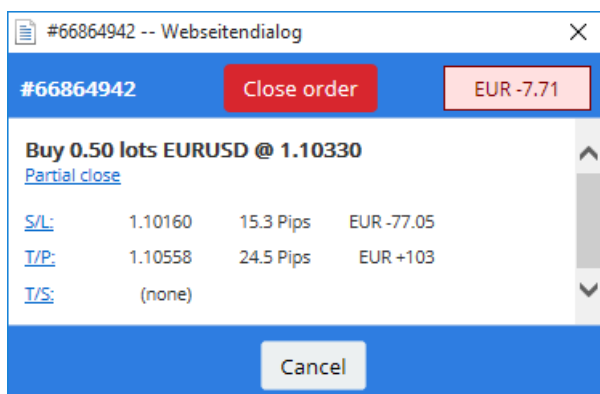 #66864942 -- Webseitendialog
#66864942 Close order EUR -7.71
Buy 0.50 lots EURUSD @ 1.10330
Partial close
S/L: 1.10160 15.3 Pips EUR -77.05
T/P: 1.10558 24.5 Pips EUR +103
T/S: (none)
Cancel